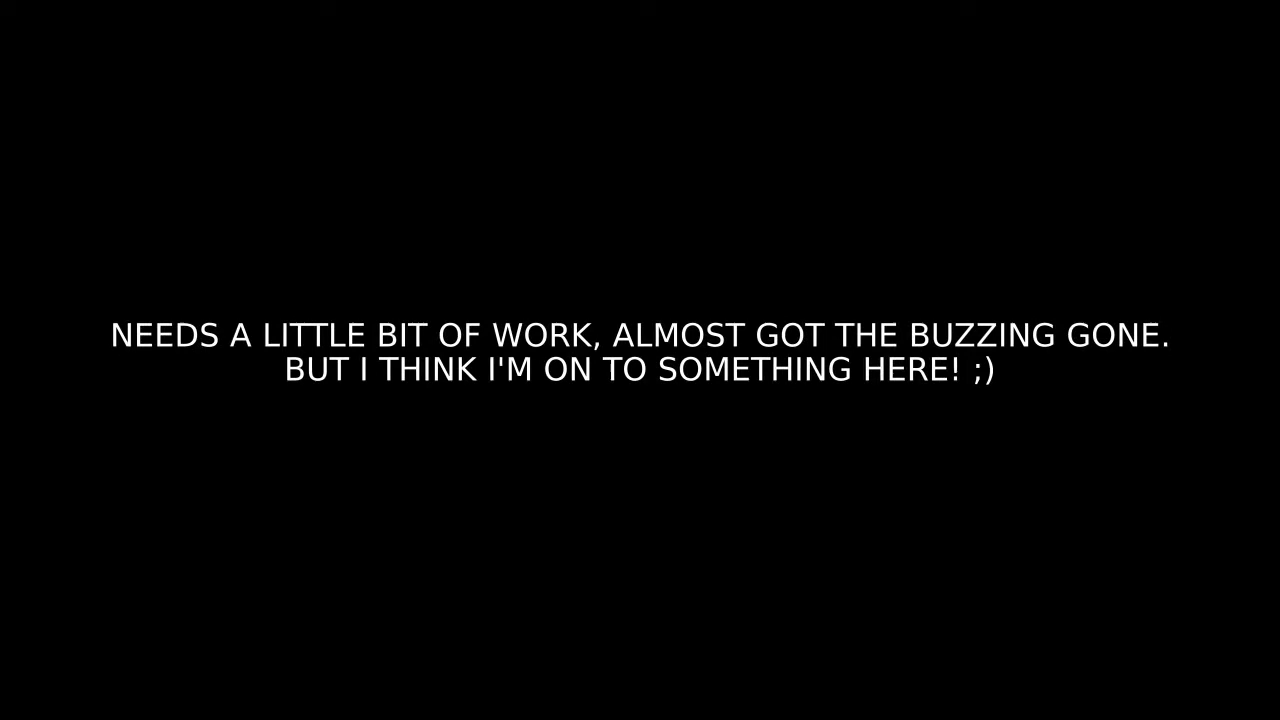 NEEDS A LITTLE BIT OF WORK, ALMOST GOT THE BUZZING GONE.
BUT I THINK I'M ON TO SOMETHING HERE! ;)